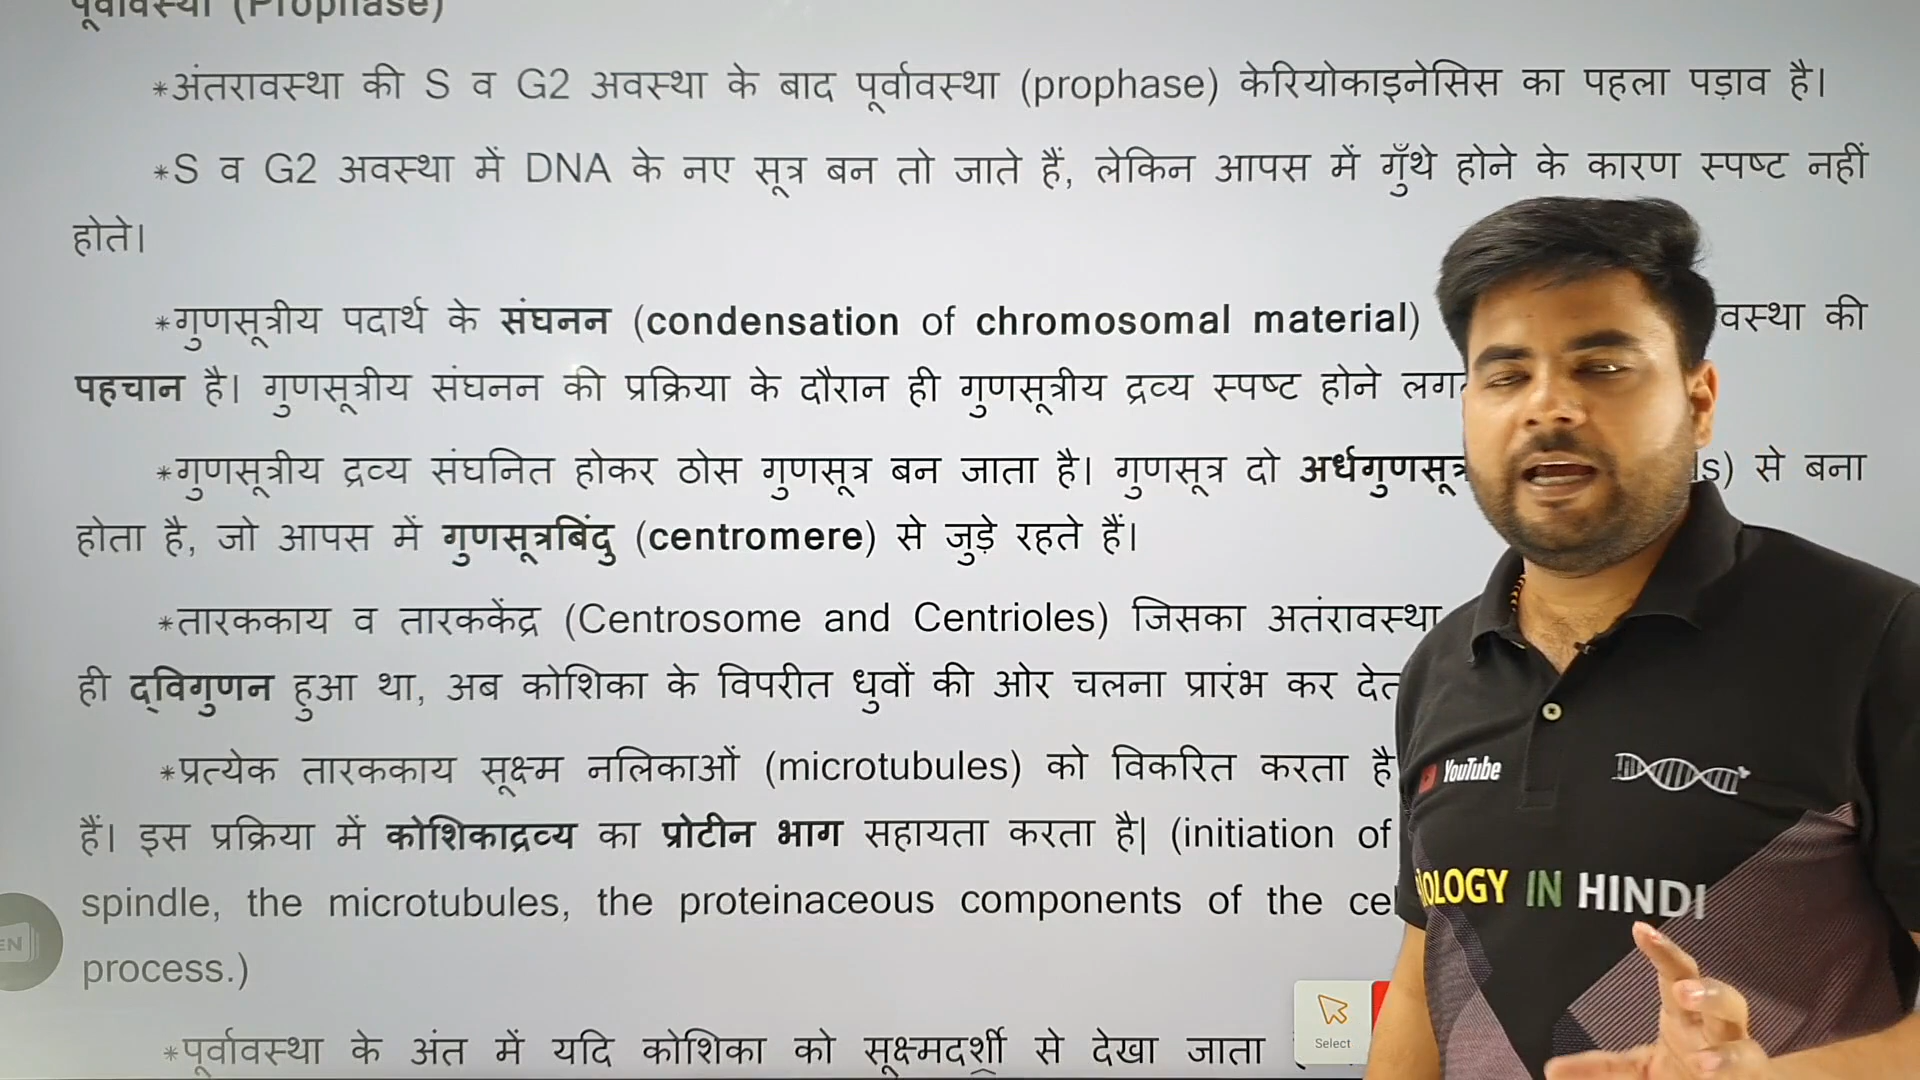 पूर्वावस्था (Prophase)
*अंतरावस्था की S व G2 अवस्था के बाद पूर्वावस्था (prophase) केरियोकाइनेसिस का पहला पड़ाव है।
*S व G2 अवस्था में DNA के नए सूत्र बन तो जाते हैं, लेकिन आपस में गुँथे होने के कारण स्पष्ट नहीं
होते।
*गुणसूत्रीय पदार्थ के संघनन (condensation of chromosomal material) वस्था की
पहचान है। गुणसूत्रीय संघनन की प्रक्रिया के दौरान ही गुणसूत्रीय द्रव्य स्पष्ट होने
*गुणसूत्रीय द्रव्य संघनित होकर ठोस गुणसूत्र बन जाता है। गुणसूत्र दो अर्धगुणसूत्र s) से बना
होता है, जो आपस में गुणसूत्रबिंदु (centromere) से जुड़े रहते हैं।
*तारककाय व तारककेंद्र (Centrosome and Centrioles) जिसका अतंरावस्था
ही द्विगुणन हुआ था, अब कोशिका के विपरीत धुवों की ओर चलना प्रारंभ कर
*प्रत्येक तारककाय सूक्ष्म नलिकाओं (microtubules) को विकरित करता है
हैं। इस प्रक्रिया में कोशिकाद्रव्य का प्रोटीन भाग सहायता करता है| (initiation of
spindle, the microtubules, the proteinaceous components of the
process.)
*पूर्वावस्था के अंत में यदि कोशिका को सूक्ष्मदर्शी से देखा जाता
YouTube
IOLOGY IN HINDI
EN
Select